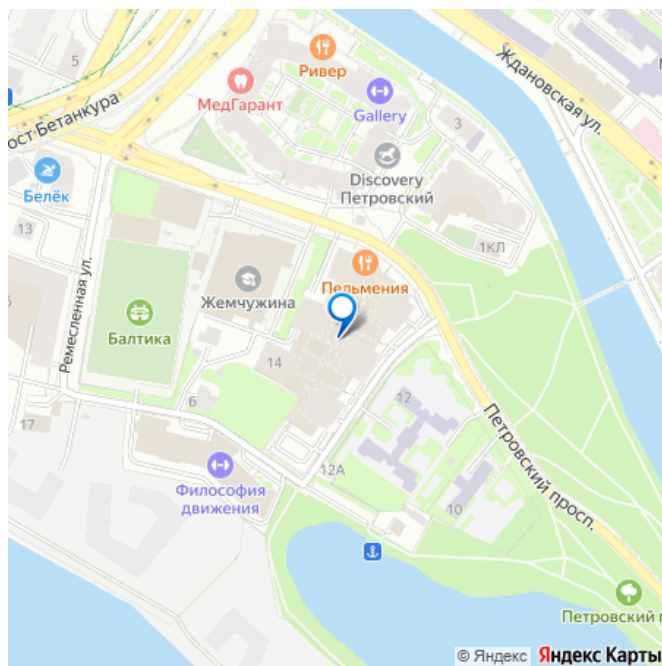 5
Ривер
МедГарант
Ждановская ул.
ост Бетанкура
Gallery
3
Белёк
Discovery
Петровский
13
1КЛ
Пельмения
Жемчужина
Ремесленная ул.
Балтика
14
6
12
17
Петровский просп.
12А
Философия
движения
10
Петровский п
© Яндекс Яндекс Карты